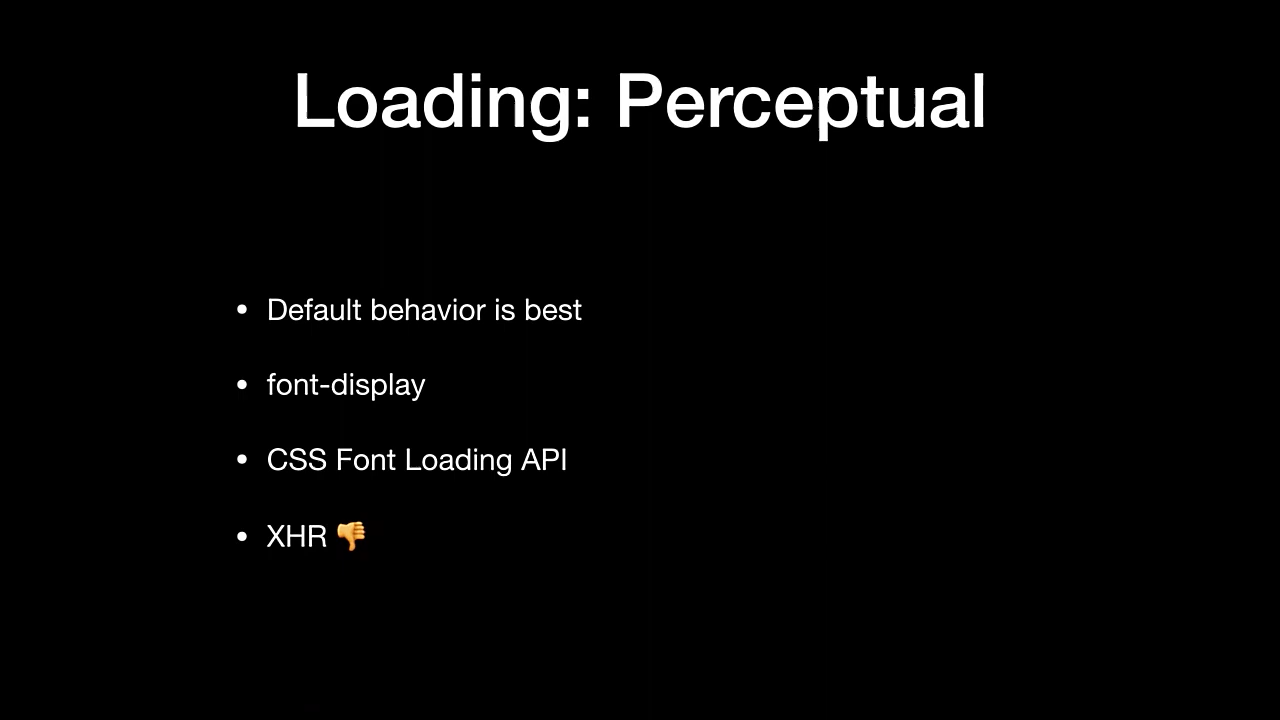 Loading: Perceptual
• Default behavior is best
• font-display
• CSS Font Loading API
• XHR 👎